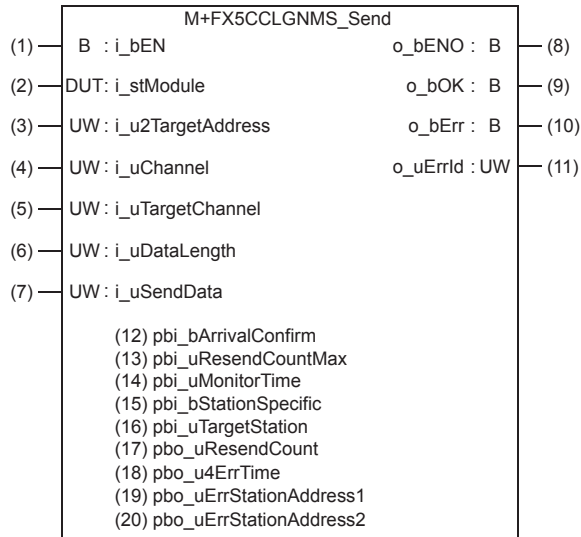 M+FX5CCLGNMS_Send
(1) B : i_bEN o_bENO : B (8)
(2) DUT: i_stModule o_bOK : B (9)
(3) UW : i_u2TargetAddress o_bErr : B (10)
(4) UW : i_uChannel o_uErrId : UW (11)
(5) UW : i_uTargetChannel
(6) UW : i_uDataLength
(7) UW : i_uSendData
(12) pbi_bArrivalConfirm
(13) pbi_uResendCountMax
(14) pbi_uMonitorTime
(15) pbi_bStationSpecific
(16) pbi_uTargetStation
(17) pbo_uResendCount
(18) pbo_u4ErrTime
(19) pbo_uErrStationAddress1
(20) pbo_uErrStationAddress2